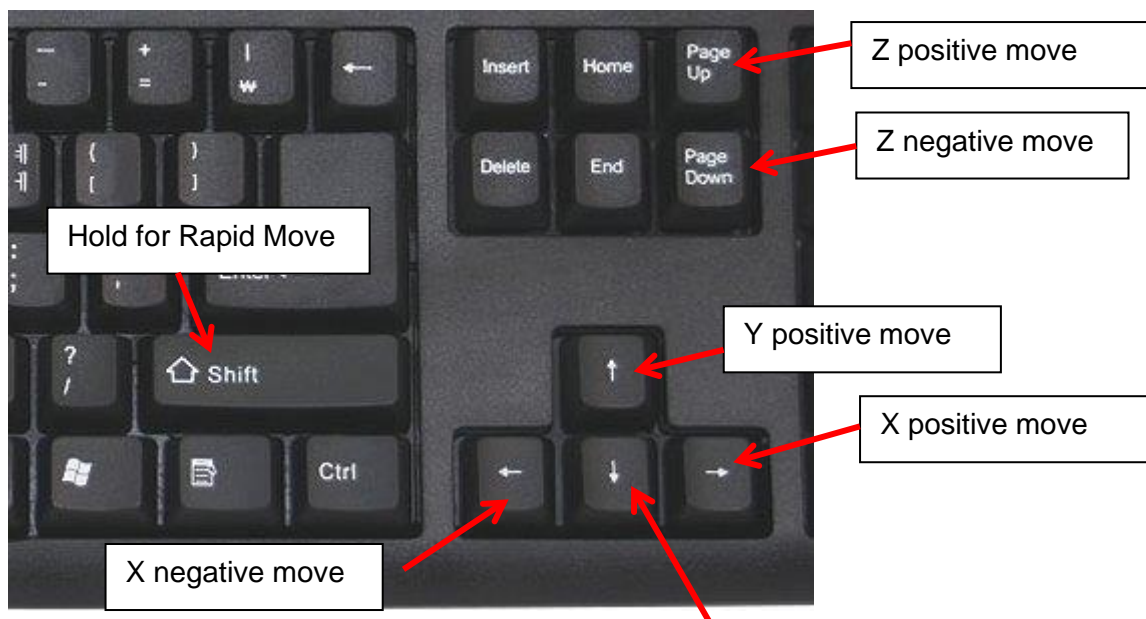 Z positive move
Z negative move
Hold for Rapid Move
Y positive move
X positive move
X negative move
— + |
- = ₩ ←
Insert Home Page Up
ㅖ { }
ㅔ [ ]
Delete End Page Down
:
; '
Enter
?
/
Shift
↑
Ctrl
← ↓ →